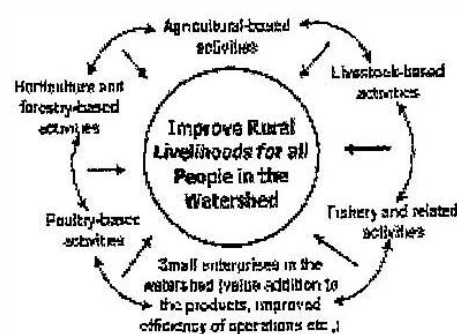 Agricultural-based
activities
Livestock-based
activities
Horticulture and
forestry-based
activities
Improve Rural
Livelihoods for all
People in the
Watershed
Poultry-based
activities
Fishery and related
activities
Small enterprises in the
watershed (value addition to
the products, improved
efficiency of operations etc.,)